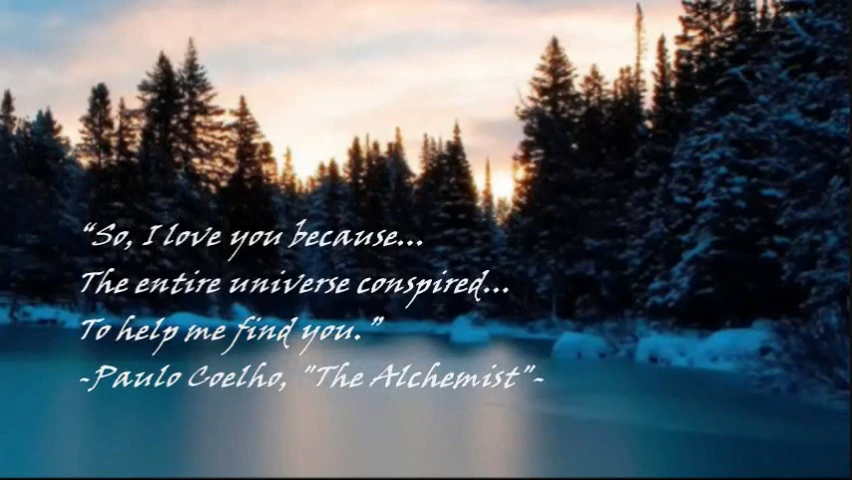 “So, I love you because...
The entire universe conspired...
To help me find you.”
-Paulo Coelho, "The Alchemist"-